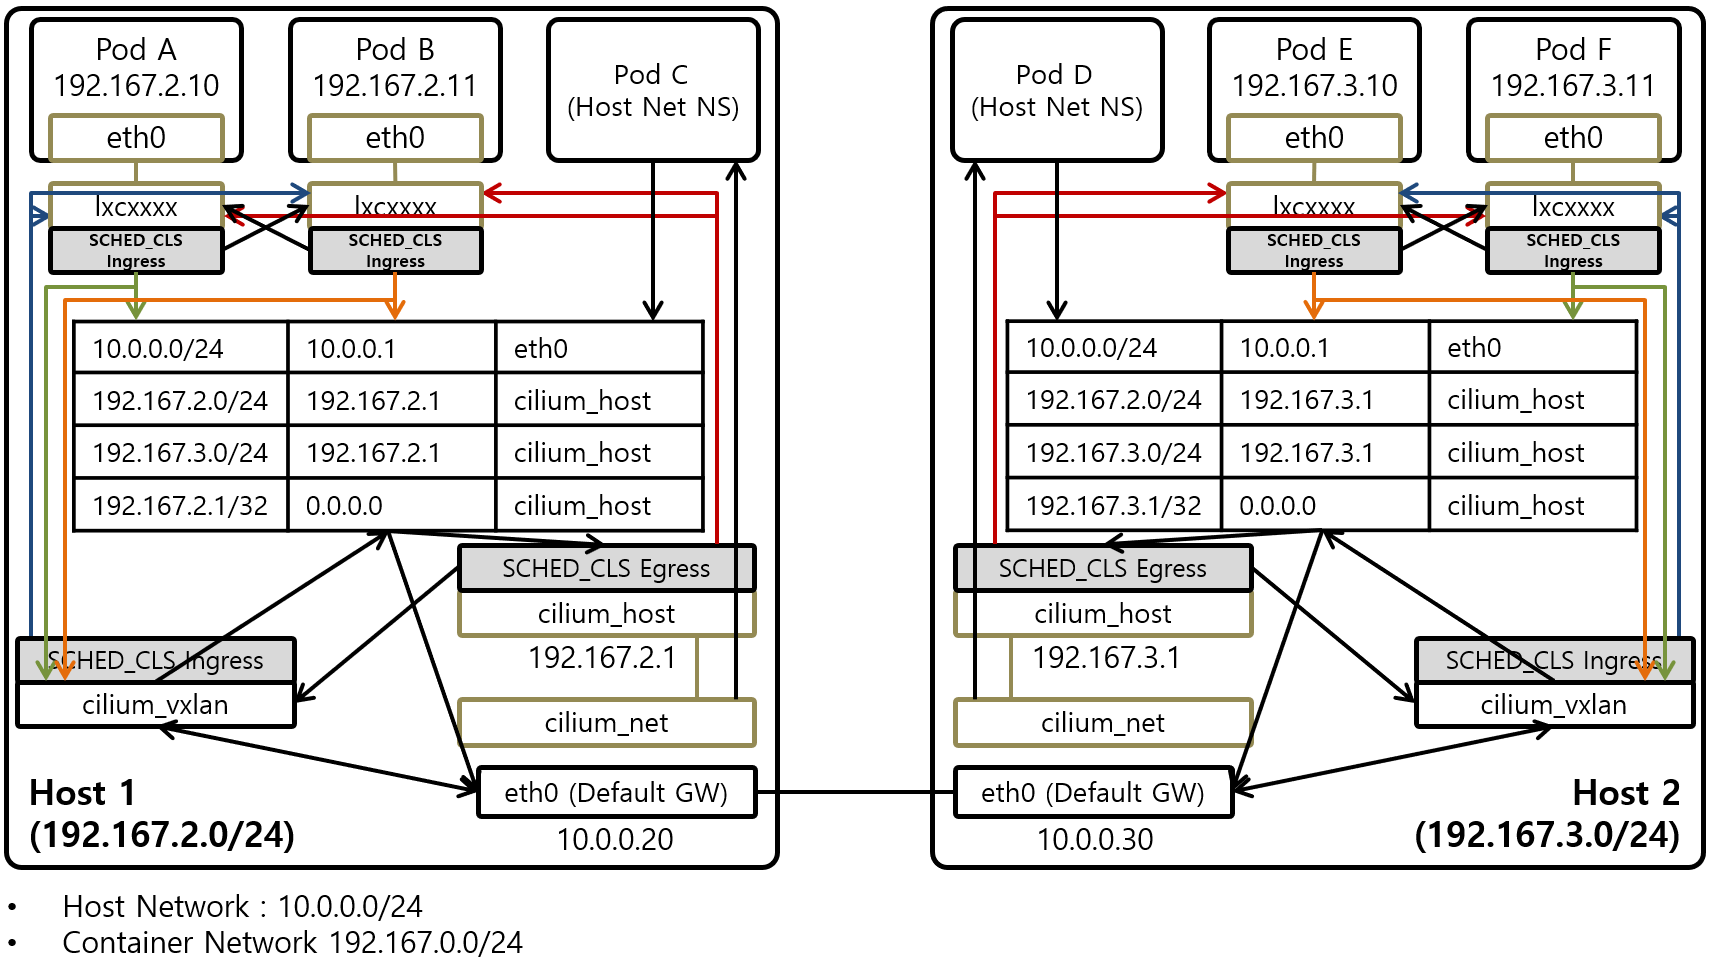 Pod A
192.167.2.10
eth0
lxcxxxx
SCHED_CLS
Ingress
Pod B
192.167.2.11
eth0
lxcxxxx
SCHED_CLS
Ingress
Pod C
(Host Net NS)
10.0.0.0/24 10.0.0.1 eth0
192.167.2.0/24 192.167.2.1 cilium_host
192.167.3.0/24 192.167.2.1 cilium_host
192.167.2.1/32 0.0.0.0 cilium_host
SCHED_CLS Egress
cilium_host
192.167.2.1
cilium_net
SCHED_CLS Ingress
cilium_vxlan
eth0 (Default GW)
10.0.0.20
Host 1
(192.167.2.0/24)
Pod D
(Host Net NS)
Pod E
192.167.3.10
eth0
lxcxxxx
SCHED_CLS
Ingress
Pod F
192.167.3.11
eth0
lxcxxxx
SCHED_CLS
Ingress
10.0.0.0/24 10.0.0.1 eth0
192.167.2.0/24 192.167.3.1 cilium_host
192.167.3.0/24 192.167.3.1 cilium_host
192.167.3.1/32 0.0.0.0 cilium_host
SCHED_CLS Egress
cilium_host
192.167.3.1
cilium_net
SCHED_CLS Ingress
cilium_vxlan
eth0 (Default GW)
10.0.0.30
Host 2
(192.167.3.0/24)
• Host Network : 10.0.0.0/24
• Container Network 192.167.0.0/24